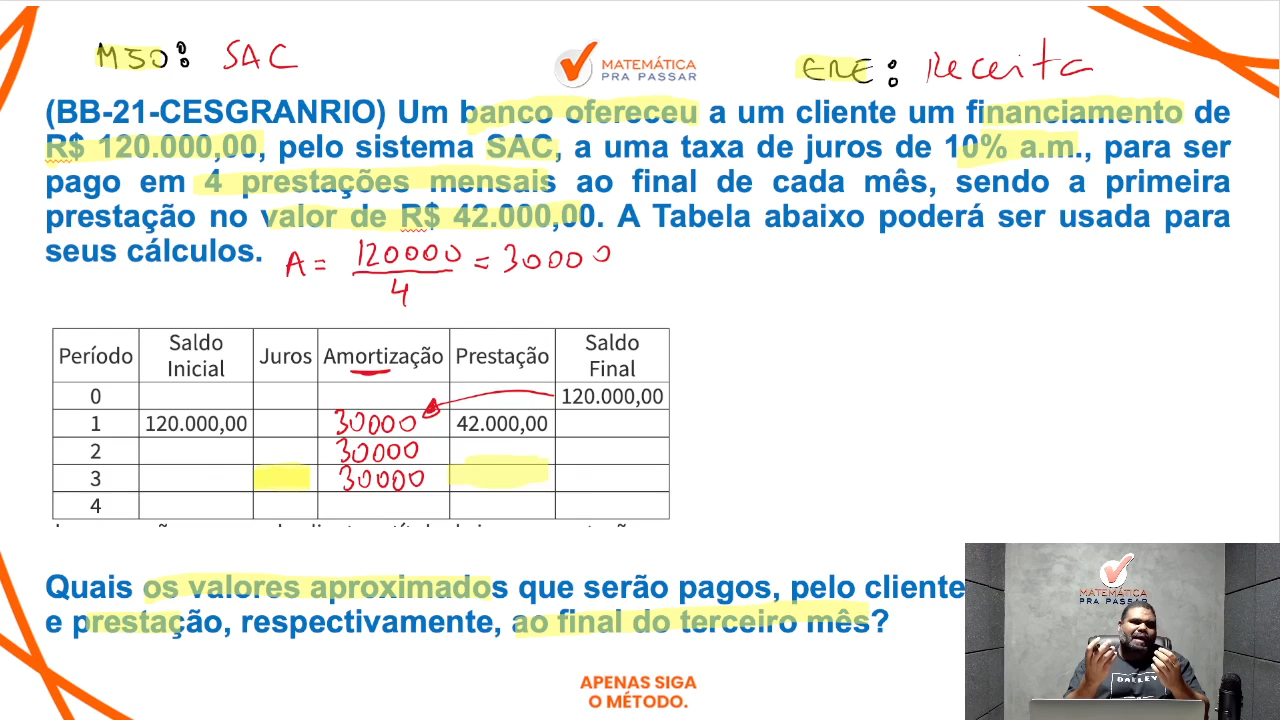 MSO: SAC
MATEMÁTICA
PRA PASSAR
ERE: Receita
(BB-21-CESGRANRIO) Um banco ofereceu a um cliente um financiamento de
R$ 120.000,00, pelo sistema SAC, a uma taxa de juros de 10% a.m., para ser
pago em 4 prestações mensais ao final de cada mês, sendo a primeira
prestação no valor de R$ 42.000,00. A Tabela abaixo poderá ser usada para
seus cálculos.
A = 120000 / 4 = 30000
Período Saldo Inicial Juros Amortização Prestação Saldo Final
0 120.000,00
1 120.000,00 30000 42.000,00
2 30000
3 30000
4
Quais os valores aproximados que serão pagos, pelo cliente
e prestação, respectivamente, ao final do terceiro mês?
MATEMÁTICA
PRA PASSAR
APENAS SIGA
O MÉTODO.